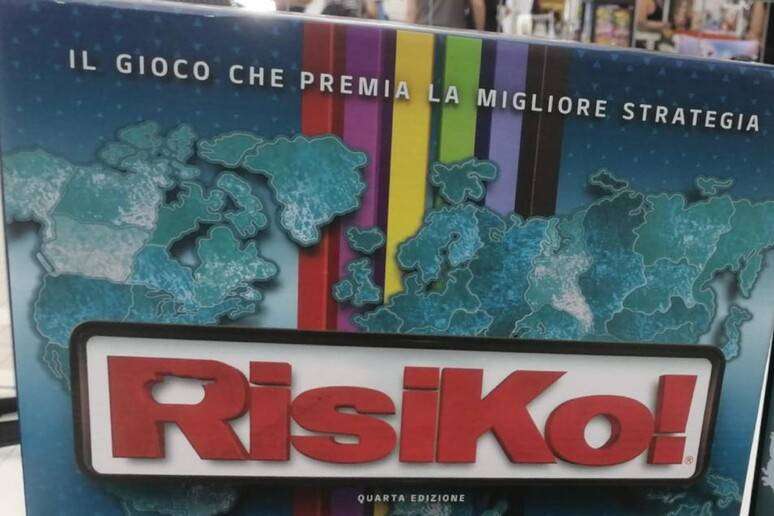 IL GIOCO CHE PREMIA LA MIGLIORE STRATEGIA
RisiKo!®
QUARTA EDIZIONE